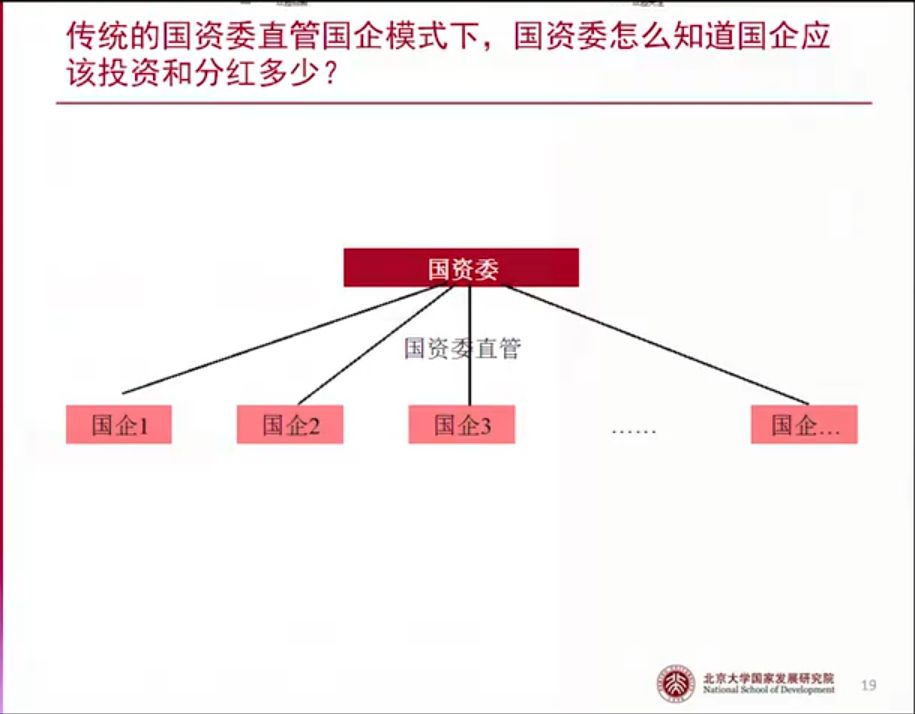 传统的国资委直管国企模式下，国资委怎么知道国企应
该投资和分红多少？
国资委
国资委直管
国企1
国企2
国企3
……
国企…
北京大学国家发展研究院
National School of Development
19